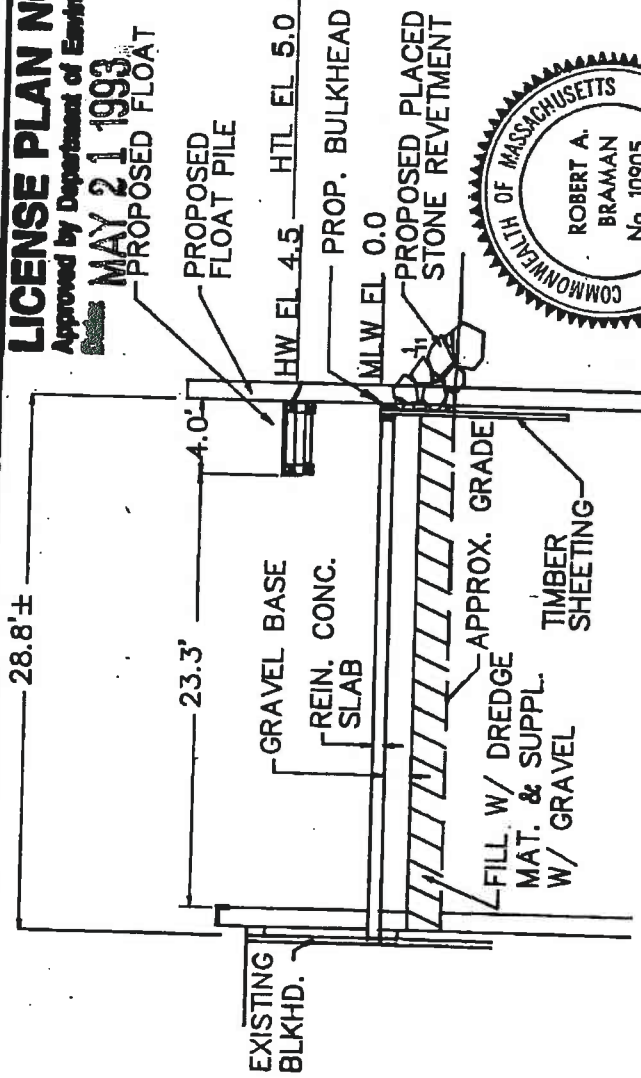 LICENSE PLAN
Approved by Department of
MAY 21 1993
PROPOSED FLOAT
28.8'±
PROPOSED
FLOAT PILE
4.0'
23.3'
HW EL 4.5
HTL EL 5.0
PROP. BULKHEAD
MLW EL 0.0
PROPOSED PLACED
STONE REVETMENT
GRAVEL BASE
REIN. CONC.
SLAB
EXISTING
BLKHD.
APPROX. GRADE
FILL W/ DREDGE
MAT. & SUPPL.
W/ GRAVEL
TIMBER
SHEETING
COMMONWEALTH OF MASSACHUSETTS
ROBERT A.
BRAMAN
No. 10905